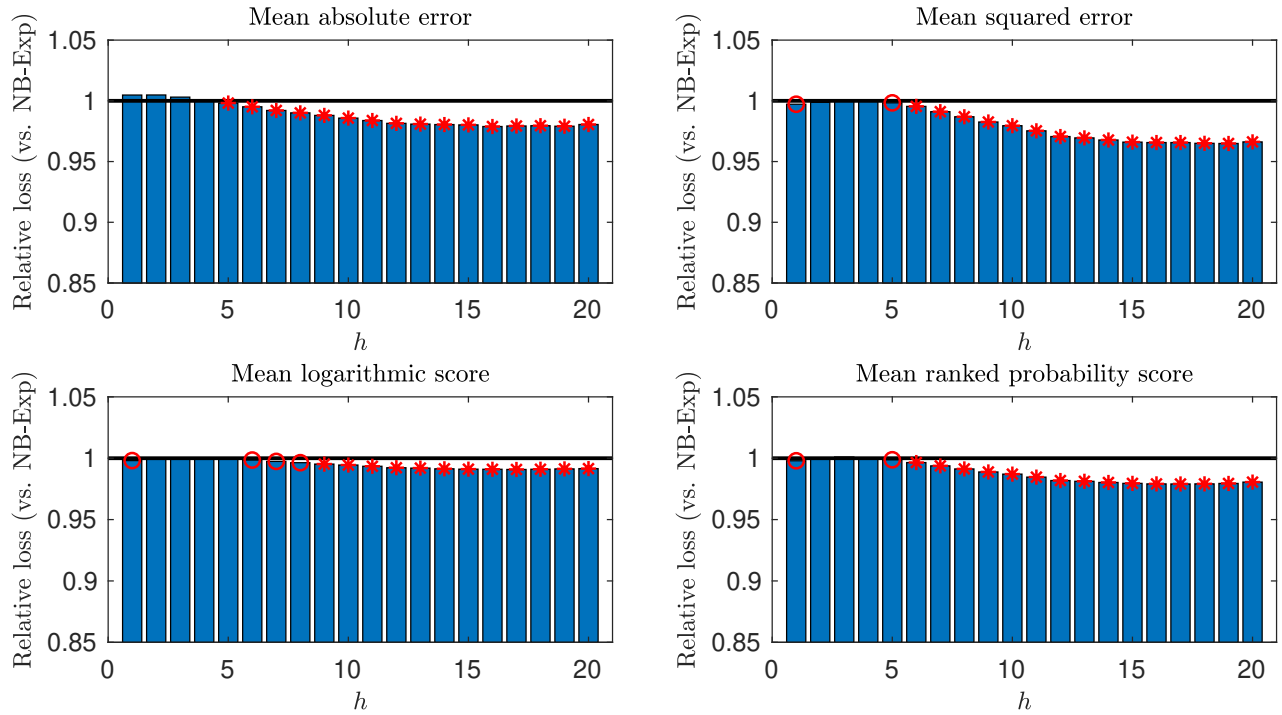 Mean absolute error
Relative loss (vs. NB-Exp)
1.05
1
0.95
0.9
0.85
0 5 10 15 20
h
Mean squared error
Relative loss (vs. NB-Exp)
1.05
1
0.95
0.9
0.85
0 5 10 15 20
h
Mean logarithmic score
Relative loss (vs. NB-Exp)
1.05
1
0.95
0.9
0.85
0 5 10 15 20
h
Mean ranked probability score
Relative loss (vs. NB-Exp)
1.05
1
0.95
0.9
0.85
0 5 10 15 20
h